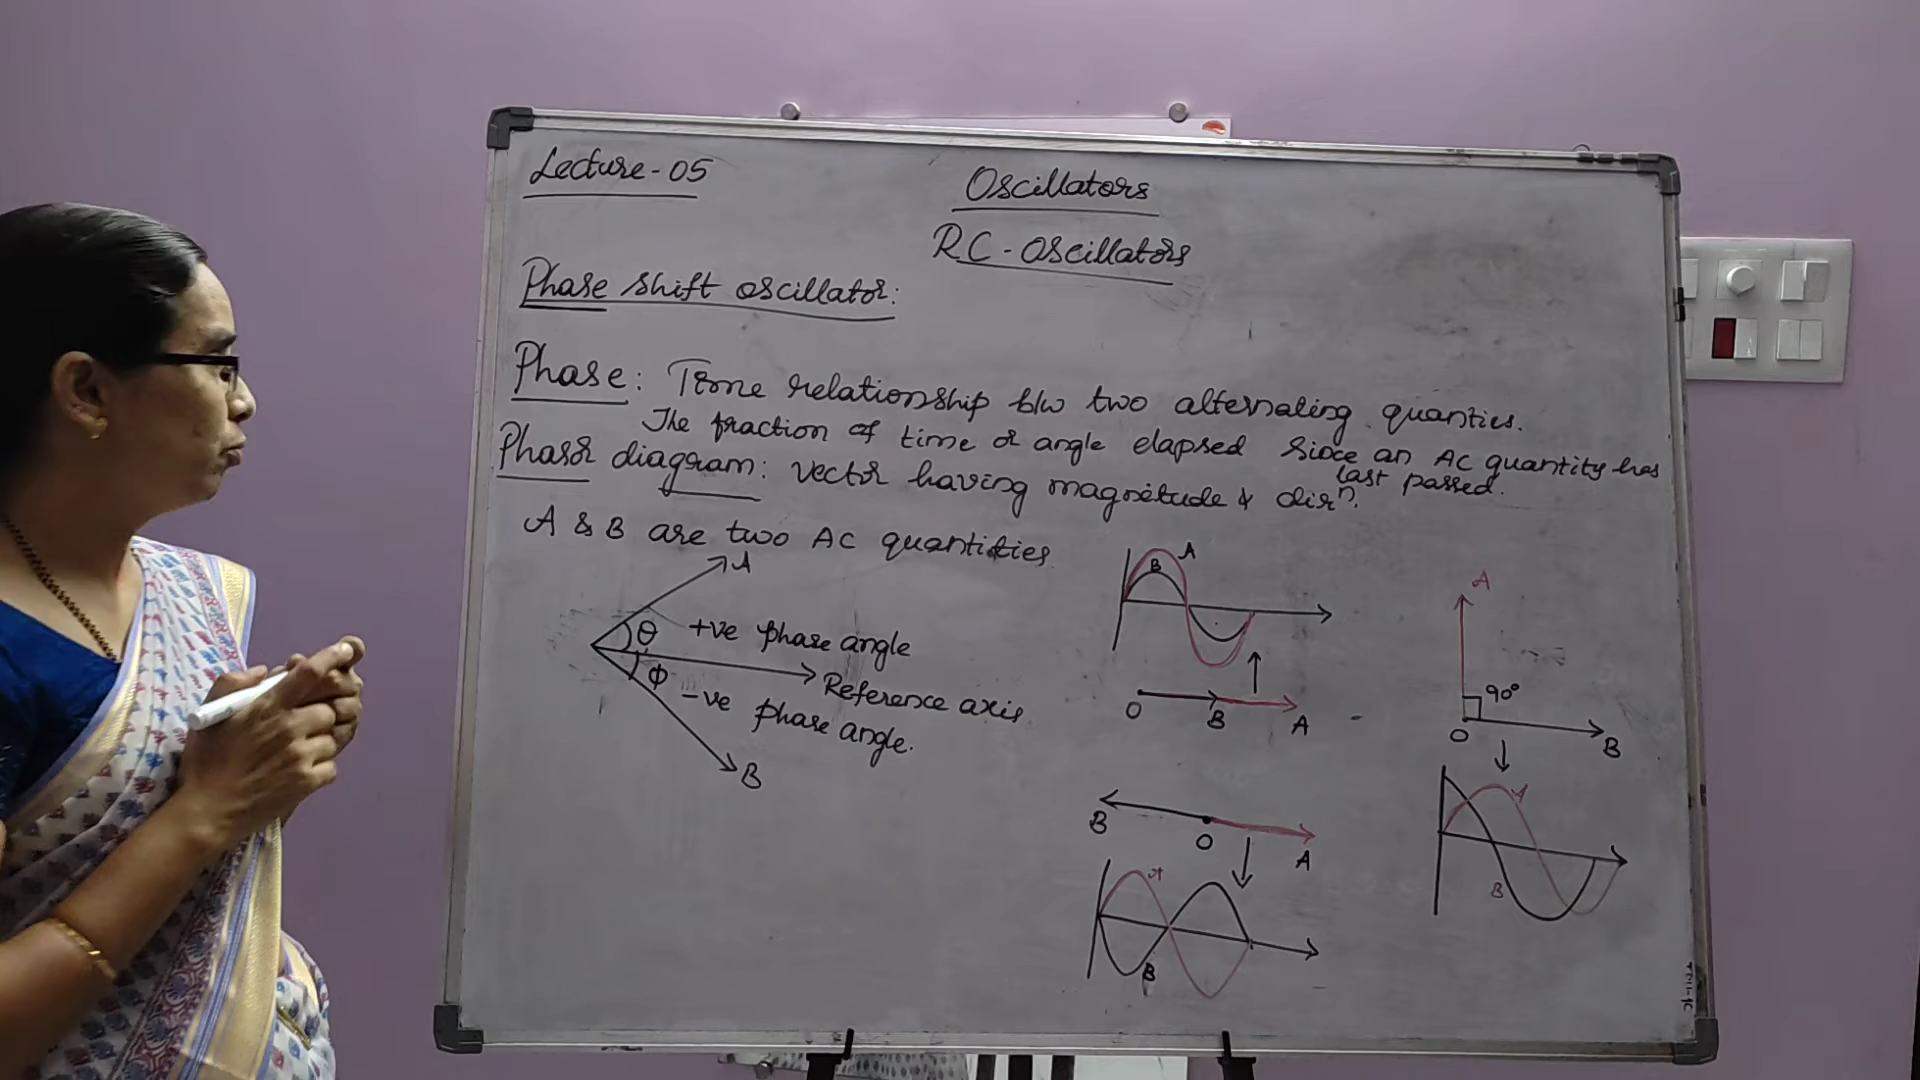 Lecture-05
Oscillators
RC-Oscillators
Phase shift oscillator:
Phase: Time relationship b/w two alternating quanties.
The fraction of time or angle elapsed since an AC quantity has
last passed.
Phasor diagram: vector having magnitude & dirⁿ.
A & B are two AC quantities
A
θ +ve phase angle
Reference axis
ϕ -ve phase angle.
B
A
B
O B A
A
90°
O B
B O A
A
B
A
B